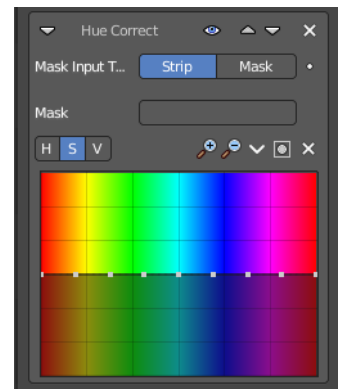 Hue Correct
Mask Input T... Strip Mask
Mask
H S V